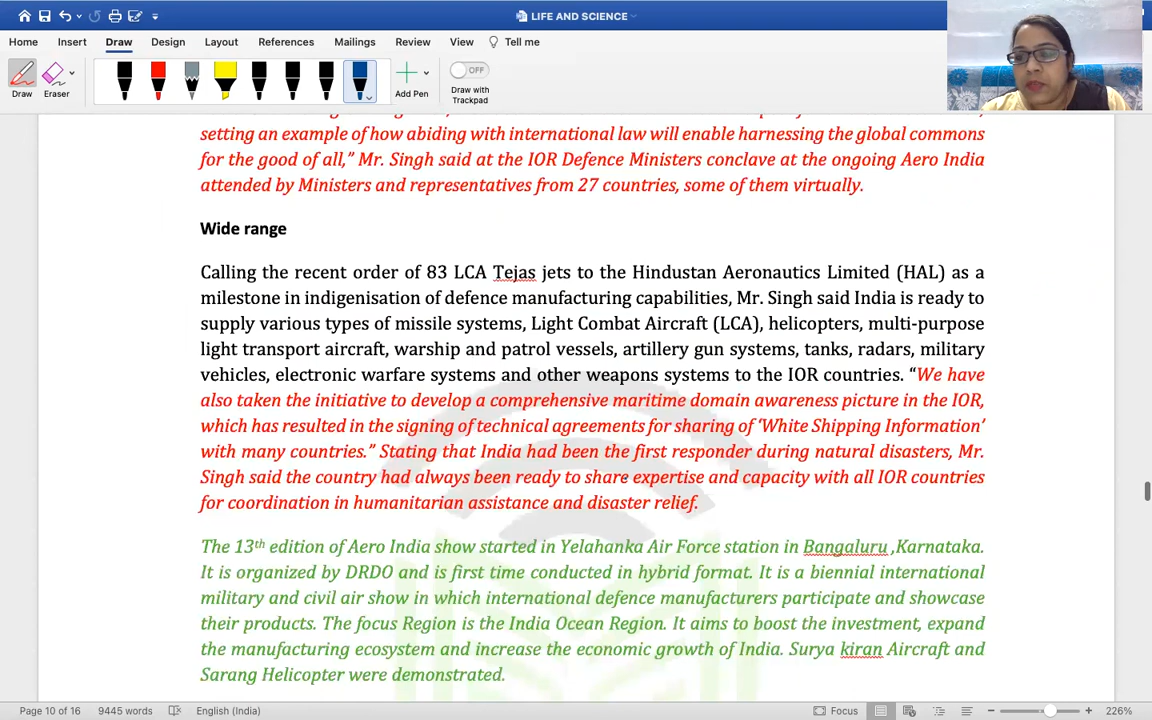 LIFE AND SCIENCE
Home Insert Draw Design Layout References Mailings Review View Tell me
OFF
Draw Eraser Add Pen Draw with Trackpad
setting an example of how abiding with international law will enable harnessing the global commons
for the good of all,” Mr. Singh said at the IOR Defence Ministers conclave at the ongoing Aero India
attended by Ministers and representatives from 27 countries, some of them virtually.
Wide range
Calling the recent order of 83 LCA Tejas jets to the Hindustan Aeronautics Limited (HAL) as a
milestone in indigenisation of defence manufacturing capabilities, Mr. Singh said India is ready to
supply various types of missile systems, Light Combat Aircraft (LCA), helicopters, multi-purpose
light transport aircraft, warship and patrol vessels, artillery gun systems, tanks, radars, military
vehicles, electronic warfare systems and other weapons systems to the IOR countries. “We have
also taken the initiative to develop a comprehensive maritime domain awareness picture in the IOR,
which has resulted in the signing of technical agreements for sharing of ‘White Shipping Information’
with many countries.” Stating that India had been the first responder during natural disasters, Mr.
Singh said the country had always been ready to share expertise and capacity with all IOR countries
for coordination in humanitarian assistance and disaster relief.
The 13th edition of Aero India show started in Yelahanka Air Force station in Bangaluru ,Karnataka.
It is organized by DRDO and is first time conducted in hybrid format. It is a biennial international
military and civil air show in which international defence manufacturers participate and showcase
their products. The focus Region is the India Ocean Region. It aims to boost the investment, expand
the manufacturing ecosystem and increase the economic growth of India. Surya kiran Aircraft and
Sarang Helicopter were demonstrated.
Page 10 of 16 9445 words English (India) Focus 226%